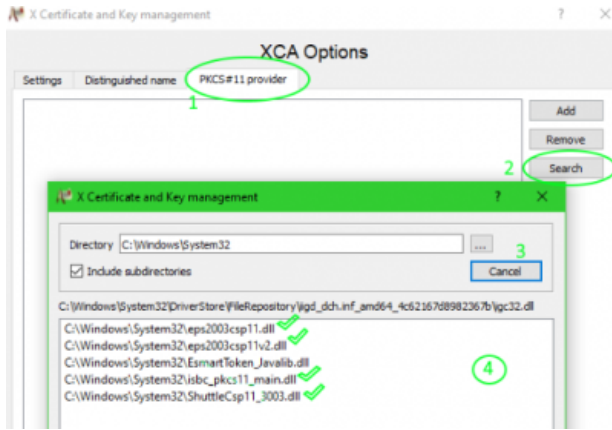 X Certificate and Key management
XCA Options
Settings
Distinguished name
PKCS#11 provider
1
Add
Remove
2
Search
X Certificate and Key management
Directory
C:\Windows\System32
...
3
Include subdirectories
Cancel
C:\Windows\System32\DriverStore\FileRepository\iigd_dch.inf_amd64_4c62167d8982367b\igc32.dll
C:\Windows\System32\eps2003csp11.dll
C:\Windows\System32\eps2003csp11v2.dll
C:\Windows\System32\EsmartToken_Javalib.dll
C:\Windows\System32\isbc_pkcs11_main.dll
C:\Windows\System32\ShuttleCsp11_3003.dll
4